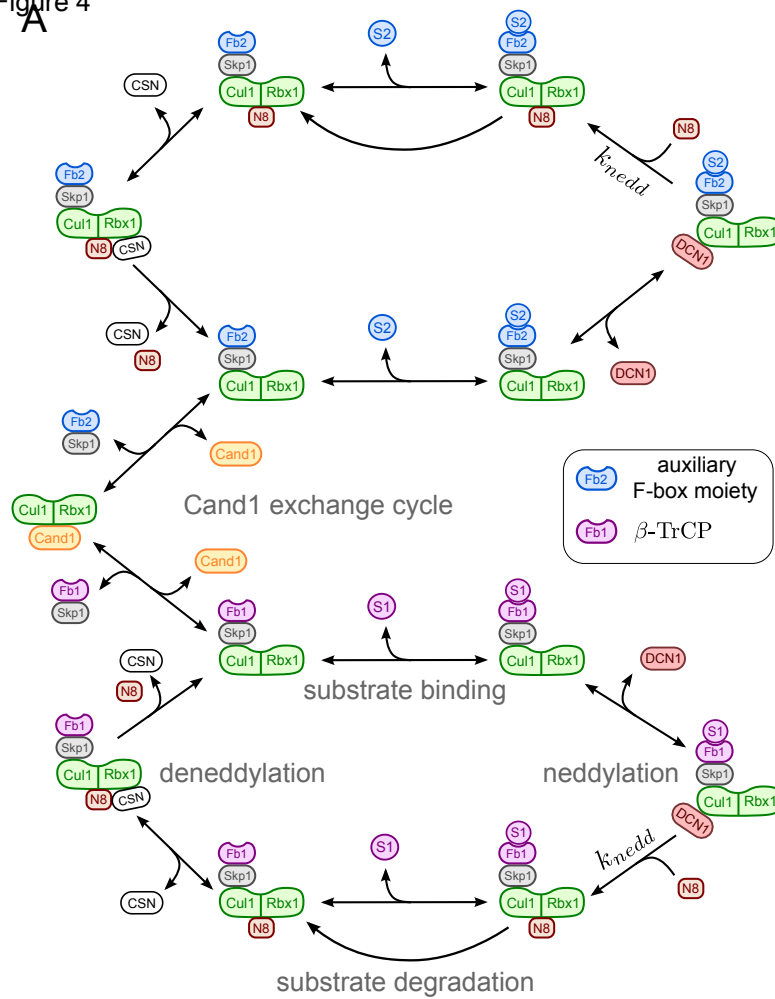 Figure 4
A
S2
Fb2
Skp1
Cul1 Rbx1
N8
S2
S2
Fb2
Skp1
Cul1 Rbx1
N8
CSN
N8
k_nedd
Fb2
Skp1
Cul1 Rbx1
N8 CSN
S2
Fb2
Skp1
Cul1 Rbx1
DCN1
CSN
N8
Fb2
Skp1
Cul1 Rbx1
S2
S2
Fb2
Skp1
Cul1 Rbx1
DCN1
Fb2
Skp1
Cand1
auxiliary
Fb2 F-box moiety
Fb1 β-TrCP
Cul1 Rbx1
Cand1
Cand1 exchange cycle
Cand1
Fb1
Skp1
Fb1
Skp1
Cul1 Rbx1
S1
S1
Fb1
Skp1
Cul1 Rbx1
DCN1
CSN
N8
substrate binding
Fb1
Skp1
Cul1 Rbx1
N8 CSN
deneddylation
neddylation
S1
Fb1
Skp1
Cul1 Rbx1
DCN1
k_nedd
N8
CSN
Fb1
Skp1
Cul1 Rbx1
N8
S1
S1
Fb1
Skp1
Cul1 Rbx1
N8
substrate degradation